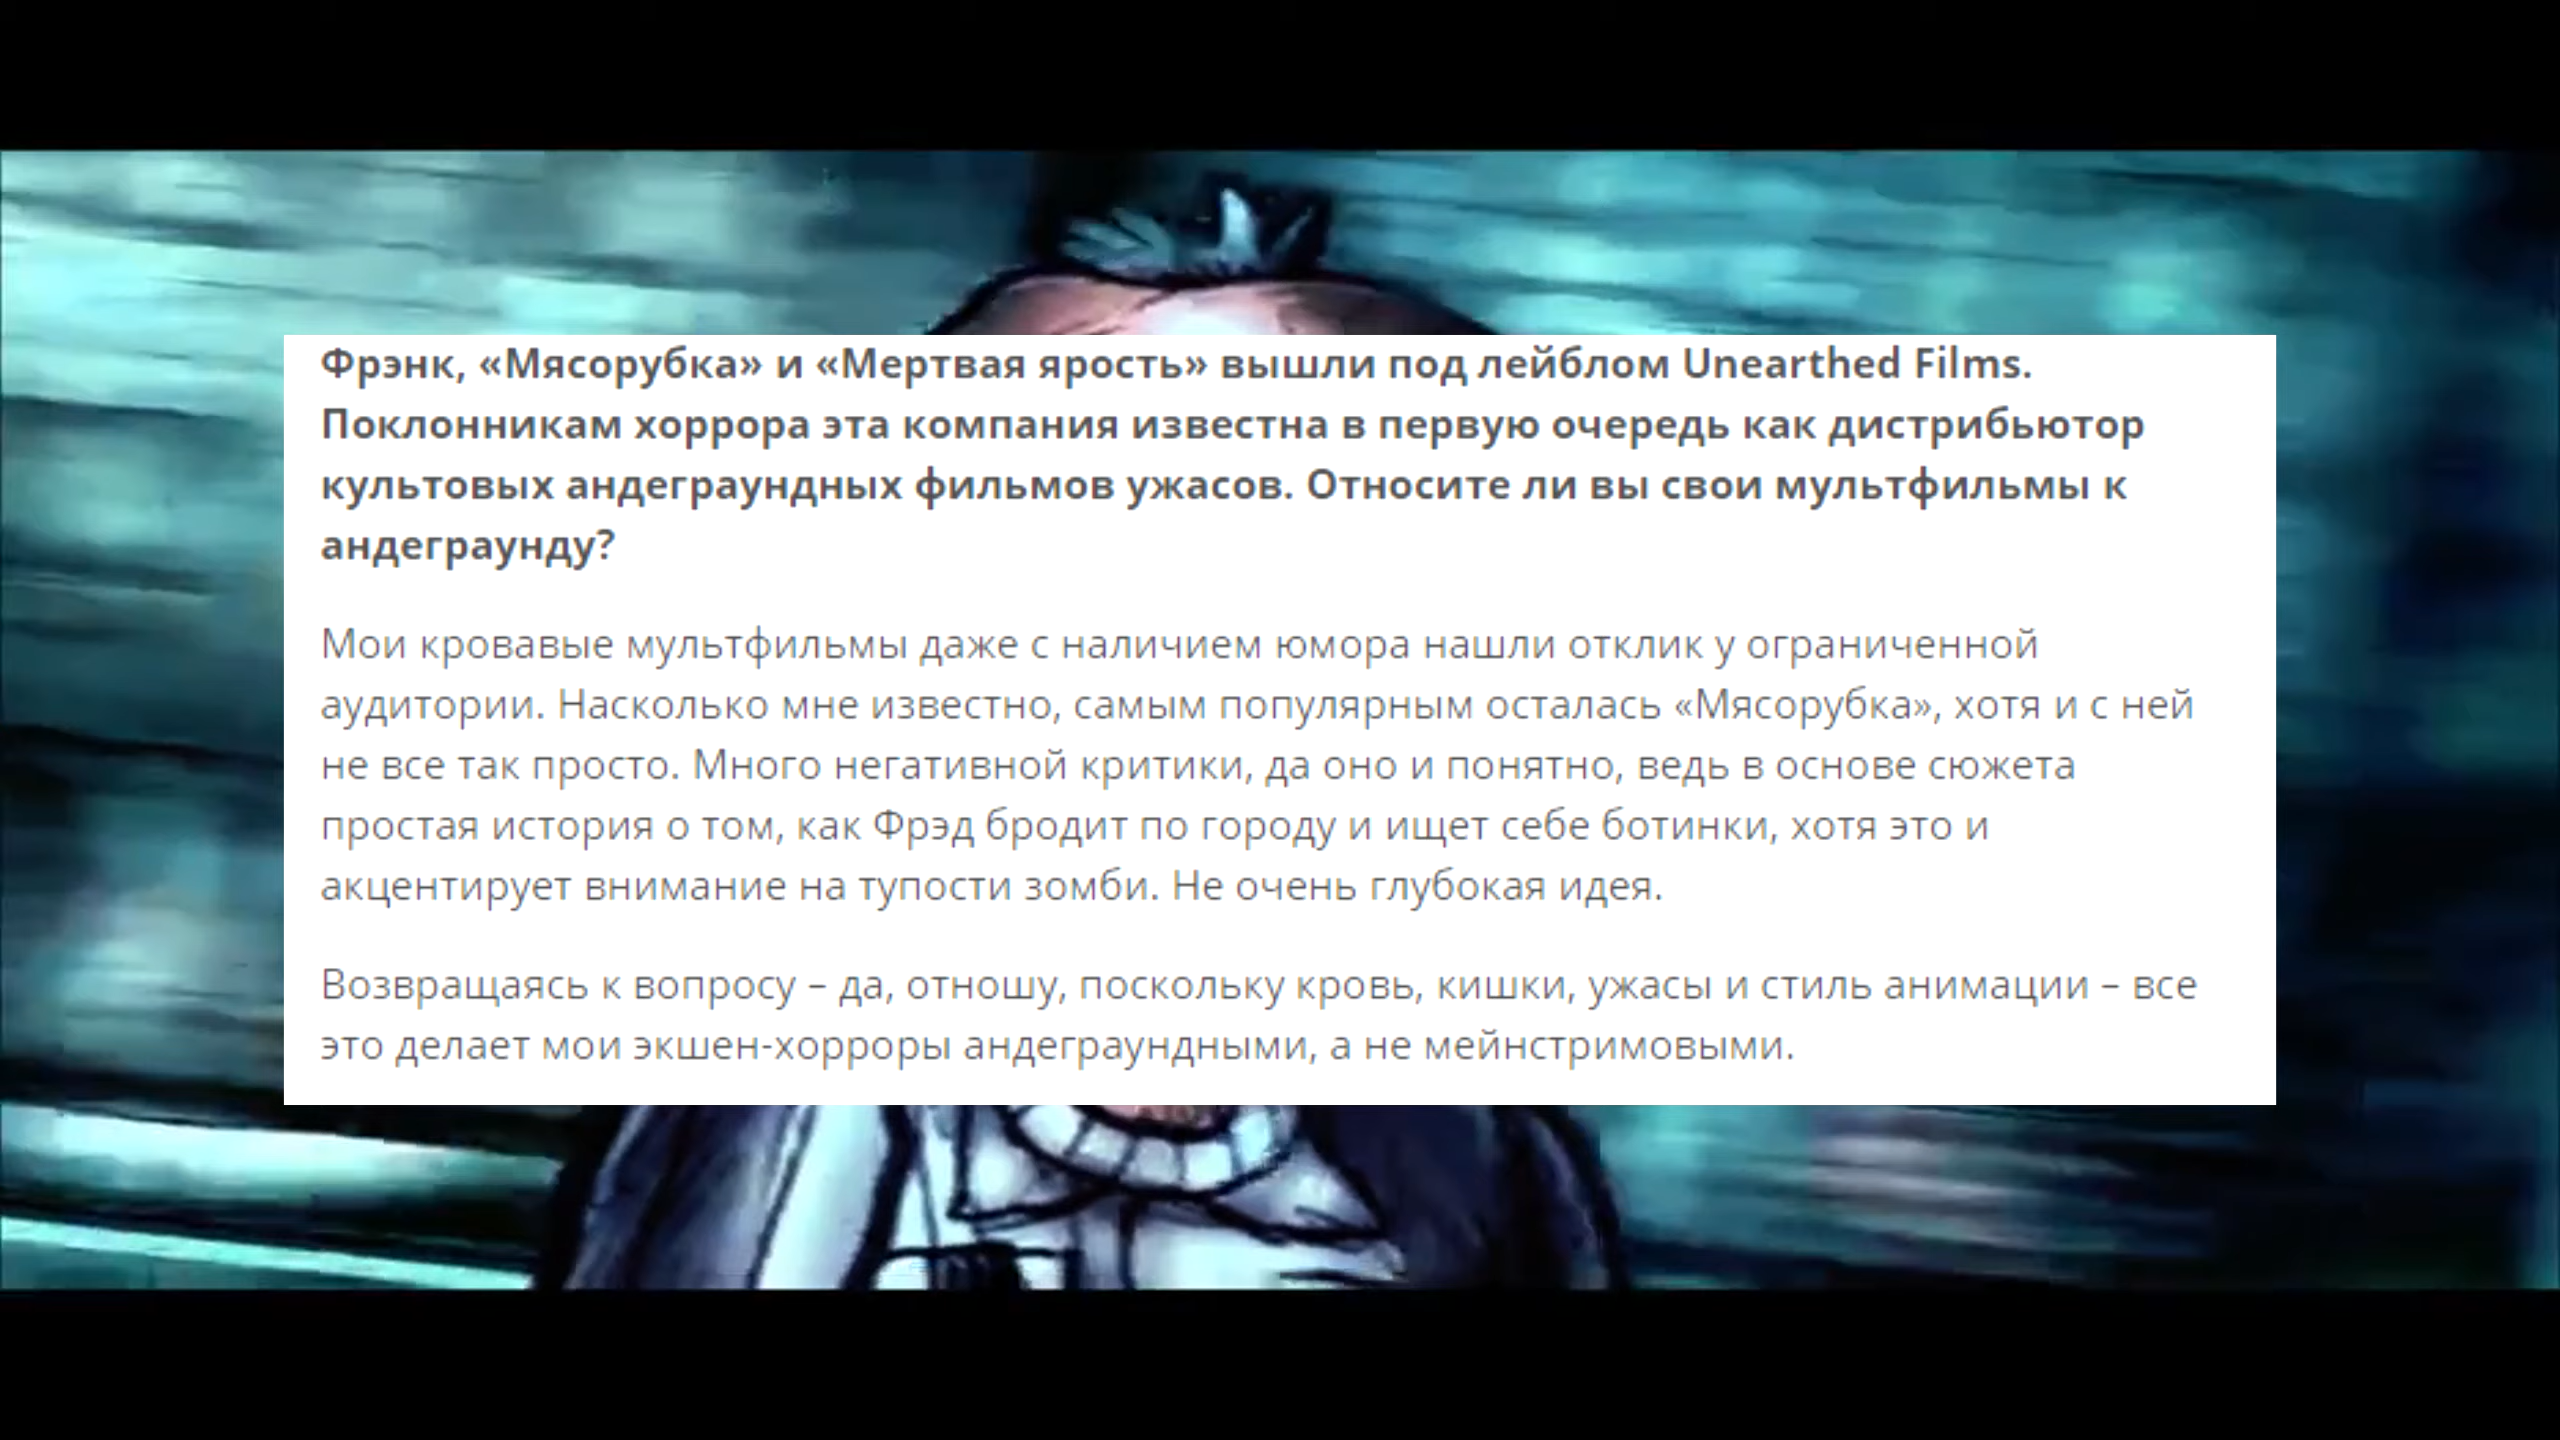 Фрэнк, «Мясорубка» и «Мертвая ярость» вышли под лейблом Unearthed Films.
Поклонникам хоррора эта компания известна в первую очередь как дистрибьютор
культовых андеграундных фильмов ужасов. Относите ли вы свои мультфильмы к
андеграунду?
Мои кровавые мультфильмы даже с наличием юмора нашли отклик у ограниченной
аудитории. Насколько мне известно, самым популярным осталась «Мясорубка», хотя и с ней
не все так просто. Много негативной критики, да оно и понятно, ведь в основе сюжета
простая история о том, как Фрэд бродит по городу и ищет себе ботинки, хотя это и
акцентирует внимание на тупости зомби. Не очень глубокая идея.
Возвращаясь к вопросу – да, отношу, поскольку кровь, кишки, ужасы и стиль анимации – все
это делает мои экшен-хорроры андеграундными, а не мейнстримовыми.